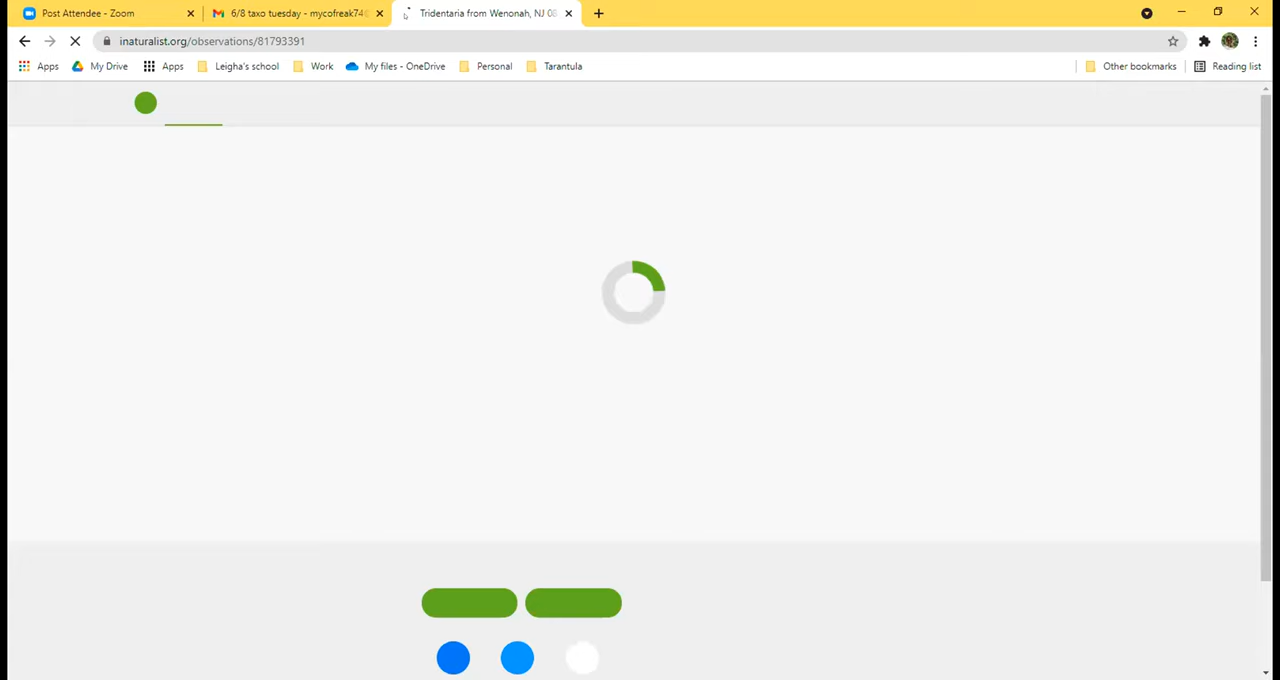 Post Attendee - Zoom
6/8 taxo tuesday - mycofreak74
Tridentaria from Wenonah, NJ 08
inaturalist.org/observations/81793391
Apps
My Drive
Apps
Leigha's school
Work
My files - OneDrive
Personal
Tarantula
Other bookmarks
Reading list